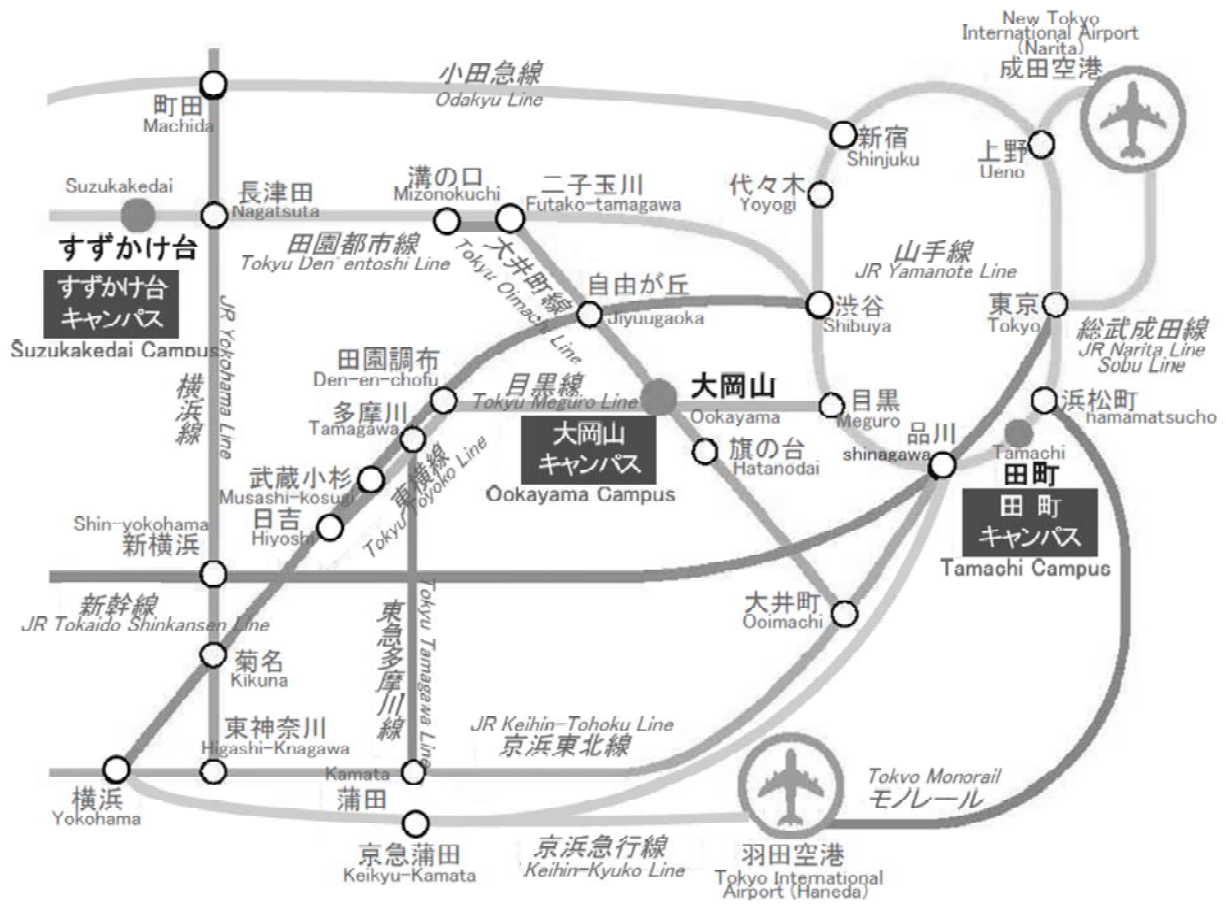 New Tokyo
International Airport
(Narita)
成田空港
小田急線
Odakyu Line
町田
Machida
新宿
Shinjuku
上野
Ueno
Suzukakedai
すずかけ台
すずかけ台
キャンパス
Suzukakedai Campus
長津田
Nagatsuta
溝の口
Mizonokuchi
二子玉川
Futako-tamagawa
代々木
Yoyogi
田園都市線
Tokyu Den'entoshi Line
大井町線
Tokyu Oimachi Line
山手線
JR Yamanote Line
自由が丘
Jiyuugaoka
渋谷
Shibuya
東京
Tokyo
総武成田線
JR Narita Line
Sobu Line
横浜線
JR Yokohama Line
田園調布
Den-en-chofu
目黒線
Tokyu Meguro Line
大岡山
Ookayama
大岡山
キャンパス
Ookayama Campus
目黒
Meguro
浜松町
hamamatsucho
多摩川
Tamagawa
東横線
Tokyu Toyoko Line
旗の台
Hatanodai
品川
shinagawa
Tamachi
田町
田 町
キャンパス
Tamachi Campus
武蔵小杉
Musashi-kosugi
日吉
Hiyoshi
Shin-yokohama
新横浜
新幹線
JR Tokaido Shinkansen Line
大井町
Ooimachi
東急多摩川線
Tokyu Tamagawa Line
菊名
Kikuna
東神奈川
Higashi-Knagawa
JR Keihin-Tohoku Line
京浜東北線
横浜
Yokohama
Kamata
蒲田
京急蒲田
Keikyu-Kamata
京浜急行線
Keihin-Kyuko Line
Tokyo Monorail
モノレール
羽田空港
Tokyo International
Airport (Haneda)